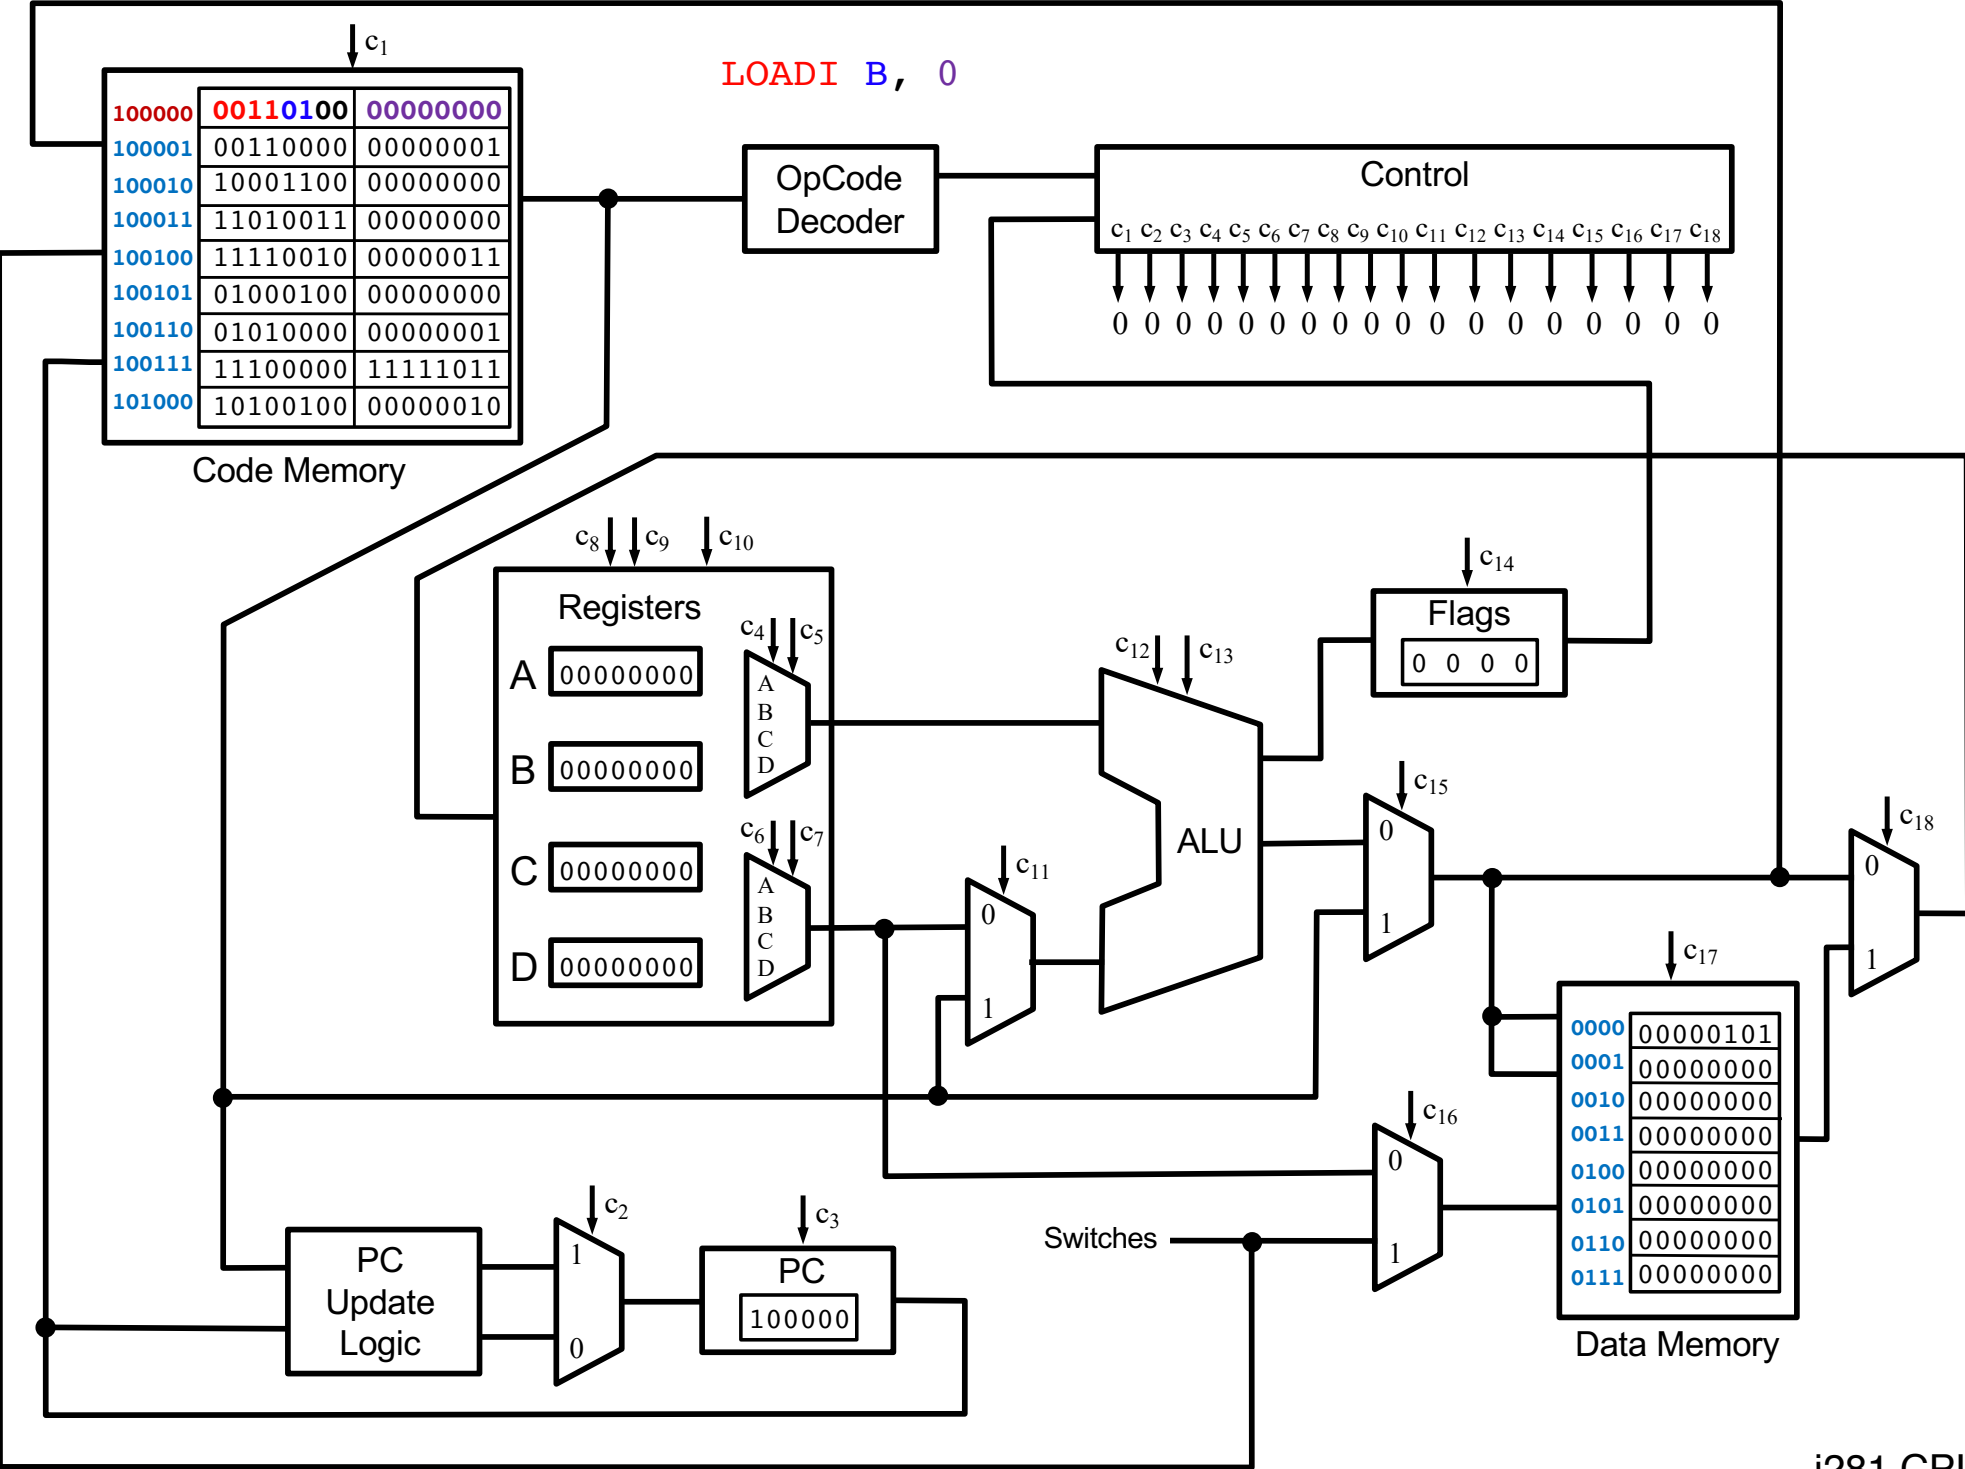 c1
LOADI B, 0
100000 00110100 00000000
100001 00110000 00000001
100010 10001100 00000000
100011 11010011 00000000
100100 11110010 00000011
100101 01000100 00000000
100110 01010000 00000001
100111 11100000 11111011
101000 10100100 00000010
Code Memory
OpCode
Decoder
Control
c1 c2 c3 c4 c5 c6 c7 c8 c9 c10 c11 c12 c13 c14 c15 c16 c17 c18
0 0 0 0 0 0 0 0 0 0 0 0 0 0 0 0 0 0
c8 c9 c10
Registers
A 00000000
B 00000000
C 00000000
D 00000000
c4 c5
A
B
C
D
c6 c7
A
B
C
D
c11
0
1
c12 c13
ALU
c14
Flags
0 0 0 0
c15
0
1
c18
0
1
c16
0
1
Switches
c17
0000 00000101
0001 00000000
0010 00000000
0011 00000000
0100 00000000
0101 00000000
0110 00000000
0111 00000000
Data Memory
PC
Update
Logic
c2
1
0
c3
PC
100000
i281 CPU